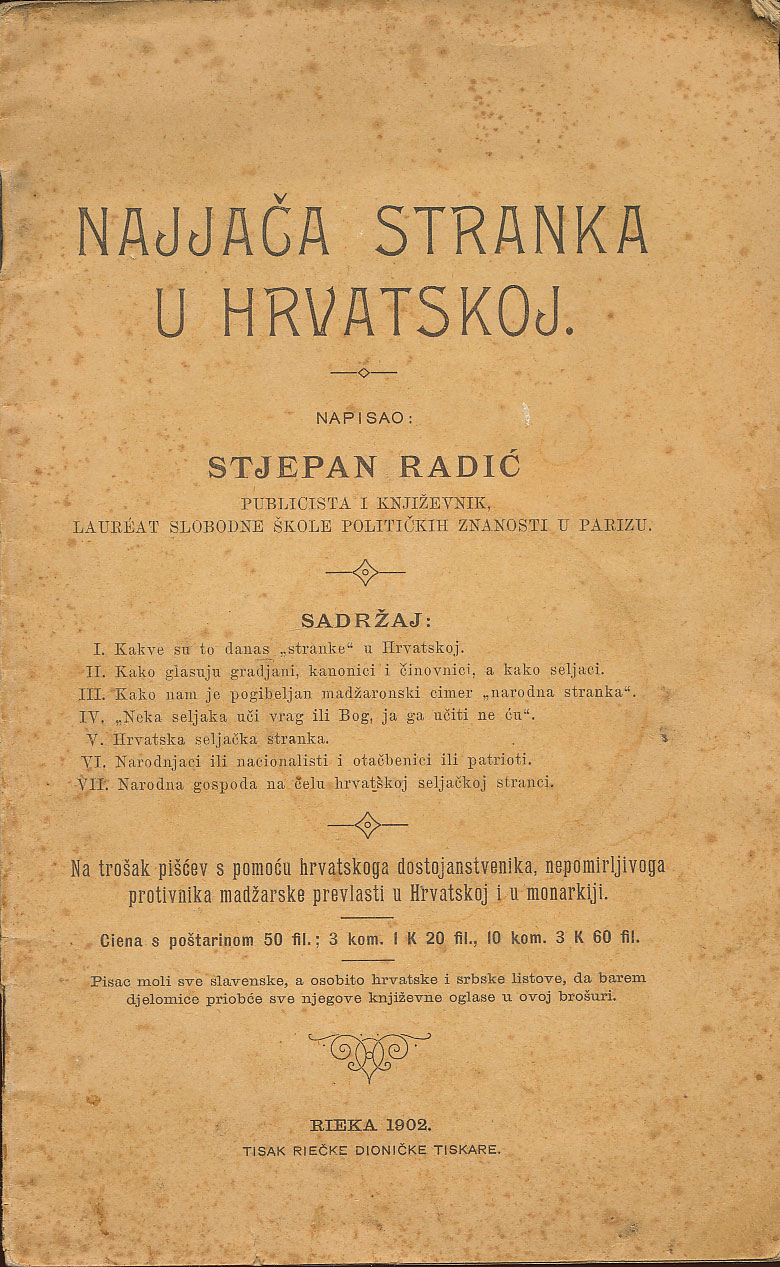 NAJJAČA STRANKA
U HRVATSKOJ.
NAPISAO:
STJEPAN RADIĆ
PUBLICISTA I KNJIŽEVNIK,
LAURÉAT SLOBODNE ŠKOLE POLITIČKIH ZNANOSTI U PARIZU.
SADRŽAJ:
I. Kakve su to danas „stranke“ u Hrvatskoj.
II. Kako glasuju gradjani, kanonici i činovnici, a kako seljaci.
III. Kako nam je pogibeljan madžaronski cimer „narodna stranka“.
IV. „Neka seljaka uči vrag ili Bog, ja ga učiti ne ću“.
V. Hrvatska seljačka stranka.
VI. Narodnjaci ili nacionalisti i otačbenici ili patrioti.
VII. Narodna gospoda na čelu hrvatskoj seljačkoj stranci.
Na trošak pišćev s pomoću hrvatskoga dostojanstvenika, nepomirljivoga
protivnika madžarske prevlasti u Hrvatskoj i u monarkiji.
Ciena s poštarinom 50 fil.; 3 kom. 1 K 20 fil., 10 kom. 3 K 60 fil.
Pisac moli sve slavenske, a osobito hrvatske i srbske listove, da barem
djelomice priobće sve njegove književne oglase u ovoj brošuri.
RIEKA 1902.
TISAK RIEČKE DIONIČKE TISKARE.